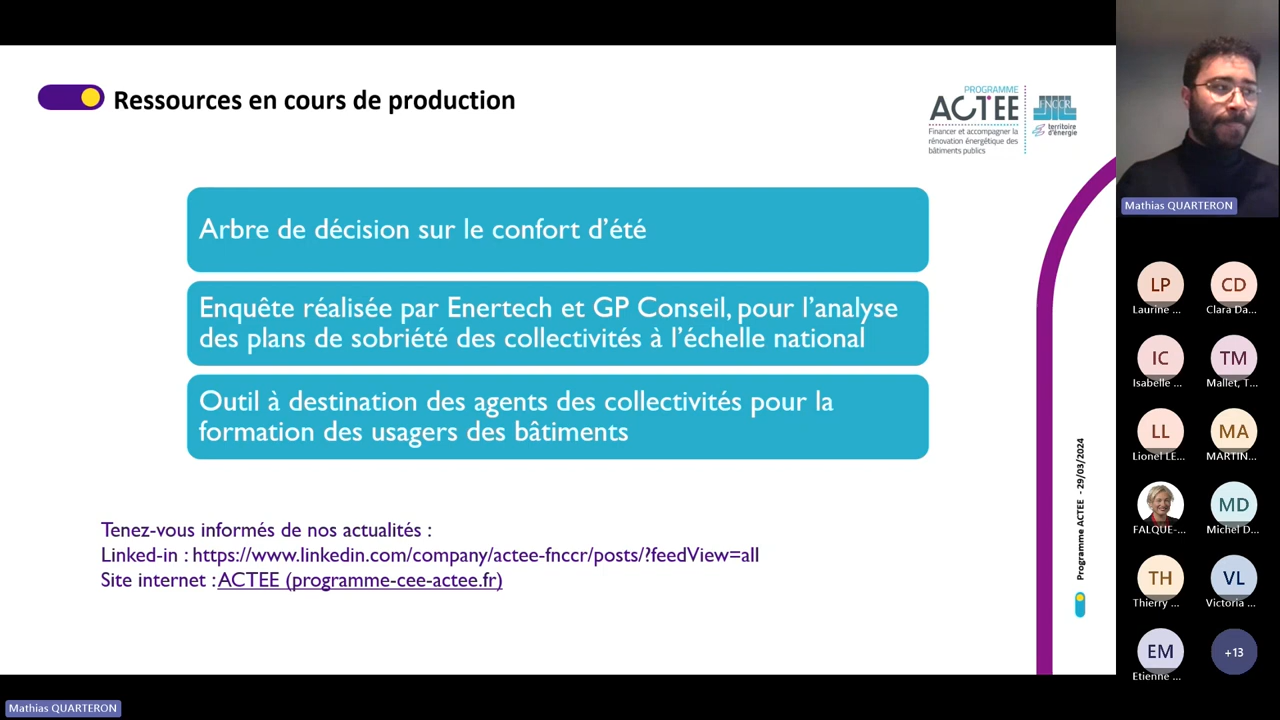 Ressources en cours de production
PROGRAMME
ACTEE
Financer et accompagner la
rénovation énergétique des
bâtiments publics
FNCCR
territoire
d'énergie
Arbre de décision sur le confort d'été
Enquête réalisée par Enertech et GP Conseil, pour l'analyse
des plans de sobriété des collectivités à l'échelle national
Outil à destination des agents des collectivités pour la
formation des usagers des bâtiments
Tenez-vous informés de nos actualités :
Linked-in : https://www.linkedin.com/company/actee-fnccr/posts/?feedView=all
Site internet : ACTEE (programme-cee-actee.fr)
Programme ACTEE - 29/03/2024
Mathias QUARTERON
LP
Laurine ...
CD
Clara Da...
IC
Isabelle ...
TM
Mallet, T...
LL
Lionel LE...
MA
MARTIN...
FALQUE-...
MD
Michel D...
TH
Thierry ...
VL
Victoria ...
EM
Etienne ...
+13
Mathias QUARTERON